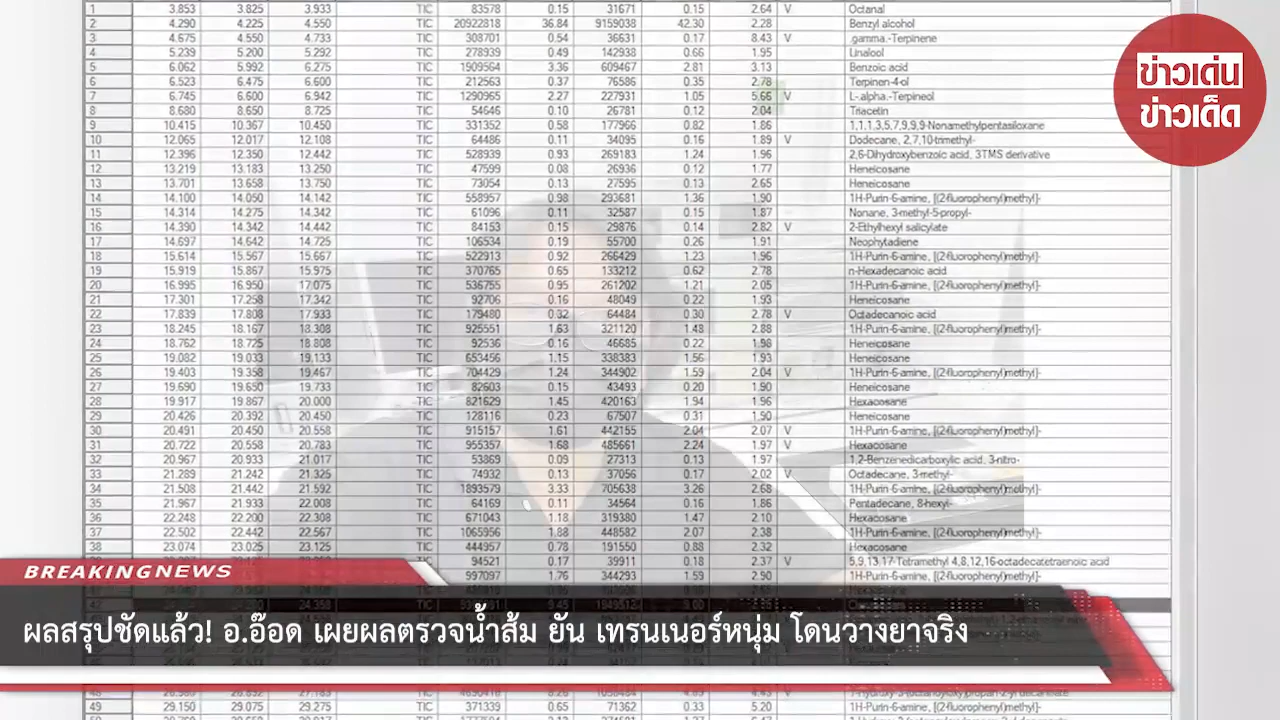 1 3.853 3.825 3.933 TIC 83578 0.15 31671 0.15 2.64 V Octanal
2 4.290 4.225 4.550 TIC 20922818 36.84 9159038 42.30 2.28 Benzyl alcohol
3 4.675 4.550 4.733 TIC 308701 0.54 36631 0.17 8.43 V .gamma.-Terpinene
4 5.239 5.200 5.292 TIC 278939 0.49 142938 0.66 1.95 Linalool
5 6.062 5.992 6.275 TIC 1909564 3.36 609467 2.81 3.13 Benzoic acid
6 6.523 6.475 6.600 TIC 212563 0.37 76586 0.35 2.78 Terpinen-4-ol
7 6.745 6.600 6.942 TIC 1290965 2.27 227931 1.05 5.66 V L-.alpha.-Terpineol
8 8.680 8.650 8.725 TIC 54646 0.10 26781 0.12 2.04 Triacetin
9 10.415 10.367 10.450 TIC 331352 0.58 177966 0.82 1.86 1,1,1,3,5,7,9,9,9-Nonamethylpentasiloxane
10 12.065 12.017 12.108 TIC 64486 0.11 34095 0.16 1.89 V Dodecane, 2,7,10-trimethyl-
11 12.396 12.350 12.442 TIC 528939 0.93 269183 1.24 1.96 2,6-Dihydroxybenzoic acid, 3TMS derivative
12 13.219 13.183 13.250 TIC 47599 0.08 26936 0.12 1.77 Heneicosane
13 13.701 13.658 13.750 TIC 73054 0.13 27595 0.13 2.65 Heneicosane
14 14.100 14.050 14.142 TIC 558957 0.98 293681 1.36 1.90 1H-Purin-6-amine, [(2-fluorophenyl)methyl]-
15 14.314 14.275 14.342 TIC 61096 0.11 32587 0.15 1.87 Nonane, 3-methyl-5-propyl-
16 14.390 14.342 14.442 TIC 84153 0.15 29876 0.14 2.82 V 2-Ethylhexyl salicylate
17 14.697 14.642 14.725 TIC 106534 0.19 55700 0.26 1.91 Neophytadiene
18 15.614 15.567 15.667 TIC 522913 0.92 266429 1.23 1.96 1H-Purin-6-amine, [(2-fluorophenyl)methyl]-
19 15.919 15.867 15.975 TIC 370765 0.65 133212 0.62 2.78 n-Hexadecanoic acid
20 16.995 16.950 17.075 TIC 536755 0.95 261202 1.21 2.05 1H-Purin-6-amine, [(2-fluorophenyl)methyl]-
21 17.301 17.258 17.342 TIC 92706 0.16 48049 0.22 1.93 Heneicosane
22 17.839 17.808 17.933 TIC 179480 0.32 64484 0.30 2.78 V Octadecanoic acid
23 18.245 18.167 18.308 TIC 925551 1.63 321120 1.48 2.88 1H-Purin-6-amine, [(2-fluorophenyl)methyl]-
24 18.762 18.725 18.808 TIC 92536 0.16 46685 0.22 1.98 Heneicosane
25 19.082 19.033 19.133 TIC 653456 1.15 338383 1.56 1.93 Heneicosane
26 19.403 19.358 19.467 TIC 704429 1.24 344902 1.59 2.04 V 1H-Purin-6-amine, [(2-fluorophenyl)methyl]-
27 19.690 19.650 19.733 TIC 82603 0.15 43493 0.20 1.90 Heneicosane
28 19.917 19.867 20.000 TIC 821629 1.45 420163 1.94 1.96 Hexacosane
29 20.426 20.392 20.450 TIC 128116 0.23 67507 0.31 1.90 Heneicosane
30 20.491 20.450 20.558 TIC 915157 1.61 442155 2.04 2.07 V 1H-Purin-6-amine, [(2-fluorophenyl)methyl]-
31 20.722 20.558 20.783 TIC 955357 1.68 485661 2.24 1.97 V Hexacosane
32 20.967 20.933 21.017 TIC 53869 0.09 27313 0.13 1.97 1,2-Benzenedicarboxylic acid, 3-nitro-
33 21.289 21.242 21.325 TIC 74932 0.13 37056 0.17 2.02 V Octadecane, 3-methyl-
34 21.508 21.442 21.592 TIC 1893579 3.33 705638 3.26 2.68 1H-Purin-6-amine, [(2-fluorophenyl)methyl]-
35 21.967 21.933 22.008 TIC 64169 0.11 34564 0.16 1.86 Pentadecane, 8-hexyl-
36 22.248 22.200 22.308 TIC 671043 1.18 319380 1.47 2.10 Hexacosane
37 22.502 22.442 22.567 TIC 1065956 1.88 448582 2.07 2.38 1H-Purin-6-amine, [(2-fluorophenyl)methyl]-
38 23.074 23.025 23.125 TIC 444957 0.78 191550 0.88 2.32 Hexacosane
TIC 94521 0.17 39911 0.18 2.37 V 5,9,13,17-Tetramethyl-4,8,12,16-octadecatetraenoic acid
997097 1.76 344293 1.59 2.90 1H-Purin-6-amine, [(2-fluorophenyl)methyl]-
49 29.150 29.075 29.275 TIC 371339 0.65 71362 0.33 5.20
ข่าวเด่น
ข่าวเด็ด
BREAKING NEWS
ผลสรุปชัดแล้ว! อ.อ๊อด เผยผลตรวจน้ำส้ม ยัน เทรนเนอร์หนุ่ม โดนวางยาจริง